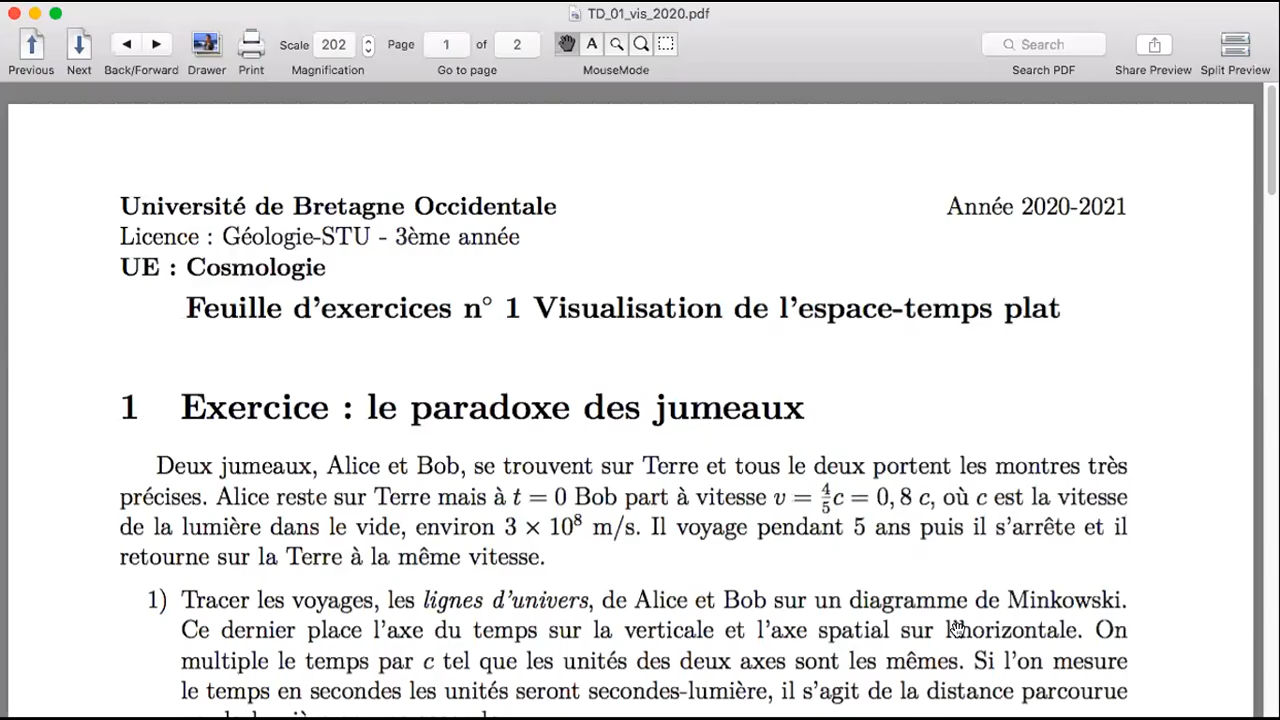 TD_01_vis_2020.pdf
Previous Next Back/Forward Drawer Print Scale 202 Magnification Page 1 of 2 Go to page A MouseMode Search Search PDF Share Preview Split Preview
Université de Bretagne Occidentale Année 2020-2021
Licence : Géologie-STU - 3ème année
UE : Cosmologie
Feuille d'exercices n° 1 Visualisation de l'espace-temps plat
1 Exercice : le paradoxe des jumeaux
Deux jumeaux, Alice et Bob, se trouvent sur Terre et tous le deux portent les montres très
précises. Alice reste sur Terre mais à t = 0 Bob part à vitesse v = 4/5 c = 0, 8 c, où c est la vitesse
de la lumière dans le vide, environ 3 × 10⁸ m/s. Il voyage pendant 5 ans puis il s'arrête et il
retourne sur la Terre à la même vitesse.
1) Tracer les voyages, les lignes d'univers, de Alice et Bob sur un diagramme de Minkowski.
Ce dernier place l'axe du temps sur la verticale et l'axe spatial sur l'horizontale. On
multiple le temps par c tel que les unités des deux axes sont les mêmes. Si l'on mesure
le temps en secondes les unités seront secondes-lumière, il s'agit de la distance parcourue